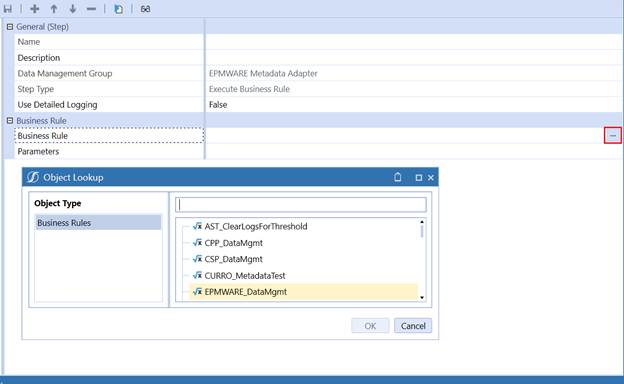 General (Step)
Name
Description
Data Management Group EPMWARE Metadata Adapter
Step Type Execute Business Rule
Use Detailed Logging False
Business Rule
Business Rule
Parameters
Object Lookup
Object Type
Business Rules
AST_ClearLogsForThreshold
CPP_DataMgmt
CSP_DataMgmt
CURRO_MetadataTest
EPMWARE_DataMgmt
OK Cancel